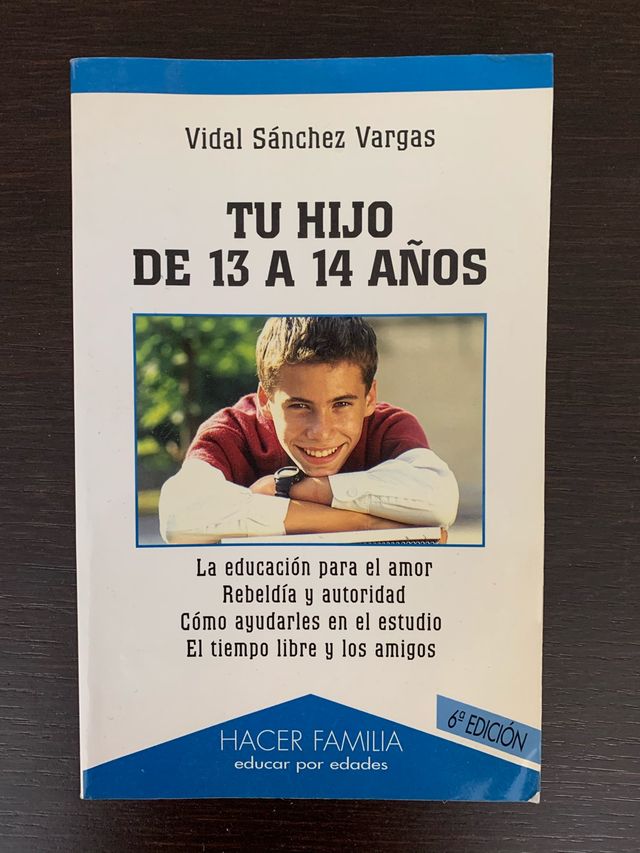 Vidal Sánchez Vargas
TU HIJO
DE 13 A 14 AÑOS
La educación para el amor
Rebeldía y autoridad
Cómo ayudarles en el estudio
El tiempo libre y los amigos
6ª EDICIÓN
HACER FAMILIA
educar por edades